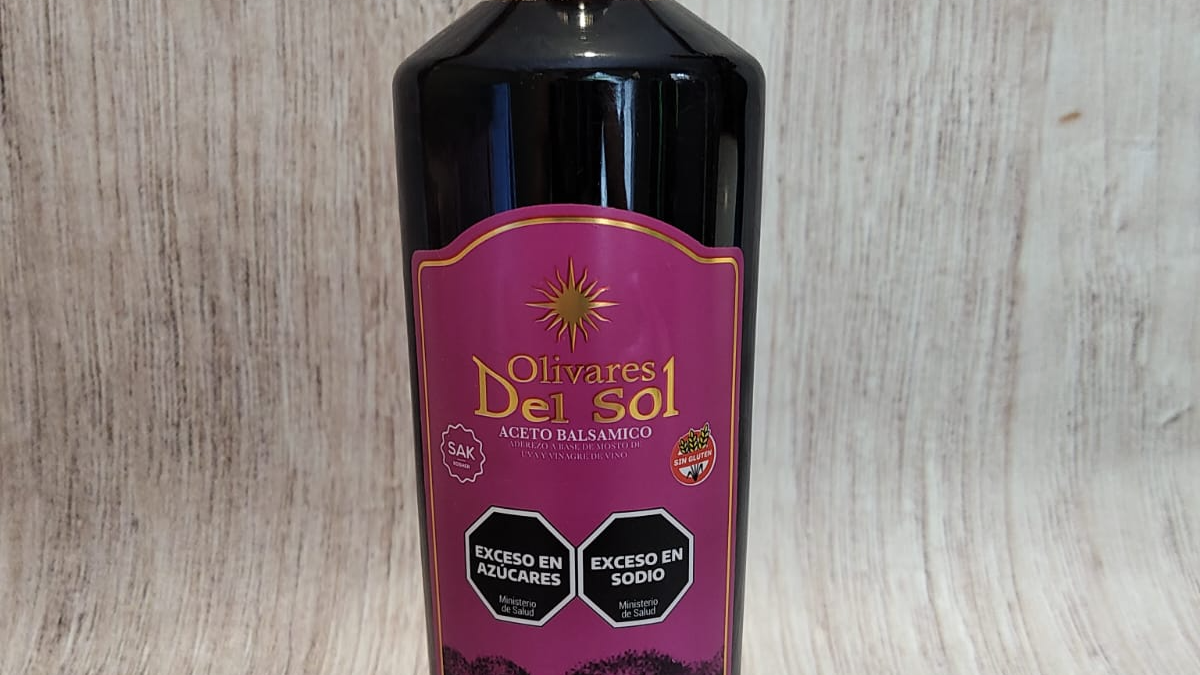 Olivares
Del Sol
ACETO BALSAMICO
ADEREZO A BASE DE MOSTO DE
UVA Y VINAGRE DE VINO
SAK
KOSHER
SIN GLUTEN
EXCESO EN
AZÚCARES
Ministerio
de Salud
EXCESO EN
SODIO
Ministerio
de Salud